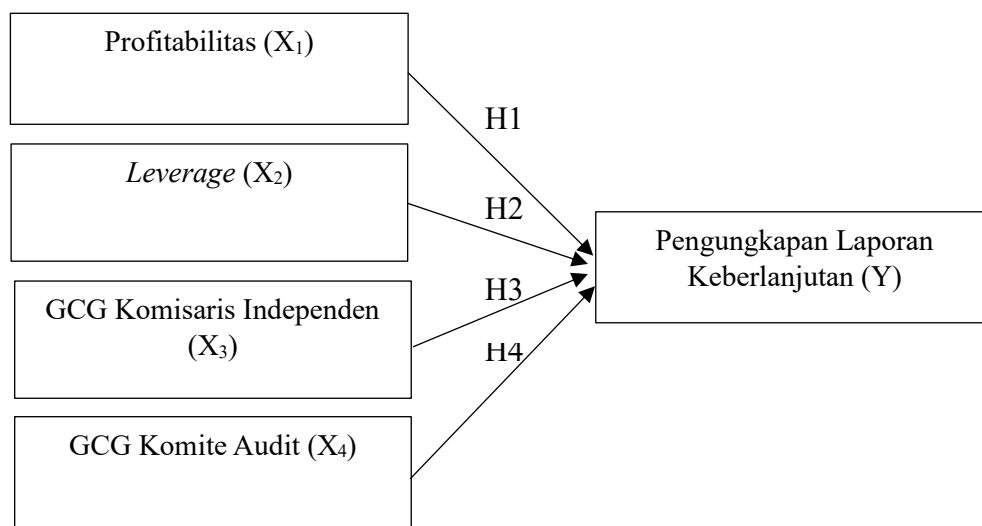 Profitabilitas (X₁)
H1
Leverage (X₂)
H2
Pengungkapan Laporan
Keberlanjutan (Y)
GCG Komisaris Independen
(X₃)
H3
H4
GCG Komite Audit (X₄)